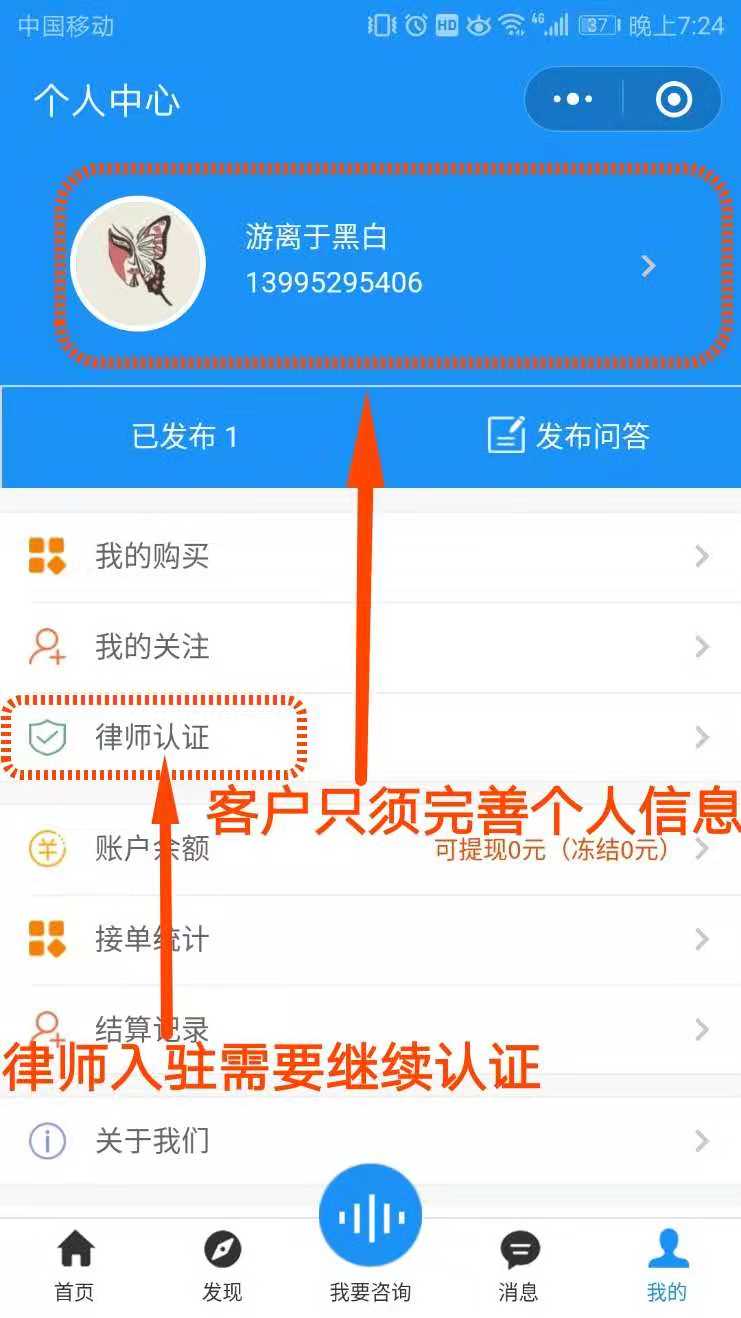 中国移动 HD 4G 37 晚上7:24
个人中心
游离于黑白
13995295406
已发布 1 发布问答
我的购买
我的关注
律师认证
客户只须完善个人信息
账户余额 可提现0元（冻结0元）
接单统计
结算记录
律师入驻需要继续认证
关于我们
首页 发现 我要咨询 消息 我的